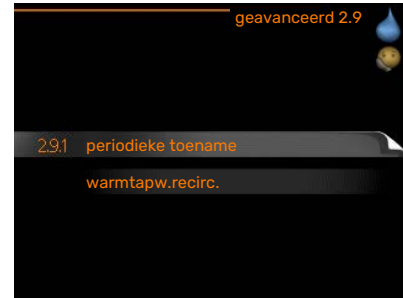 geavanceerd 2.9
2.9.1 periodieke toename
warmtapw.recirc.